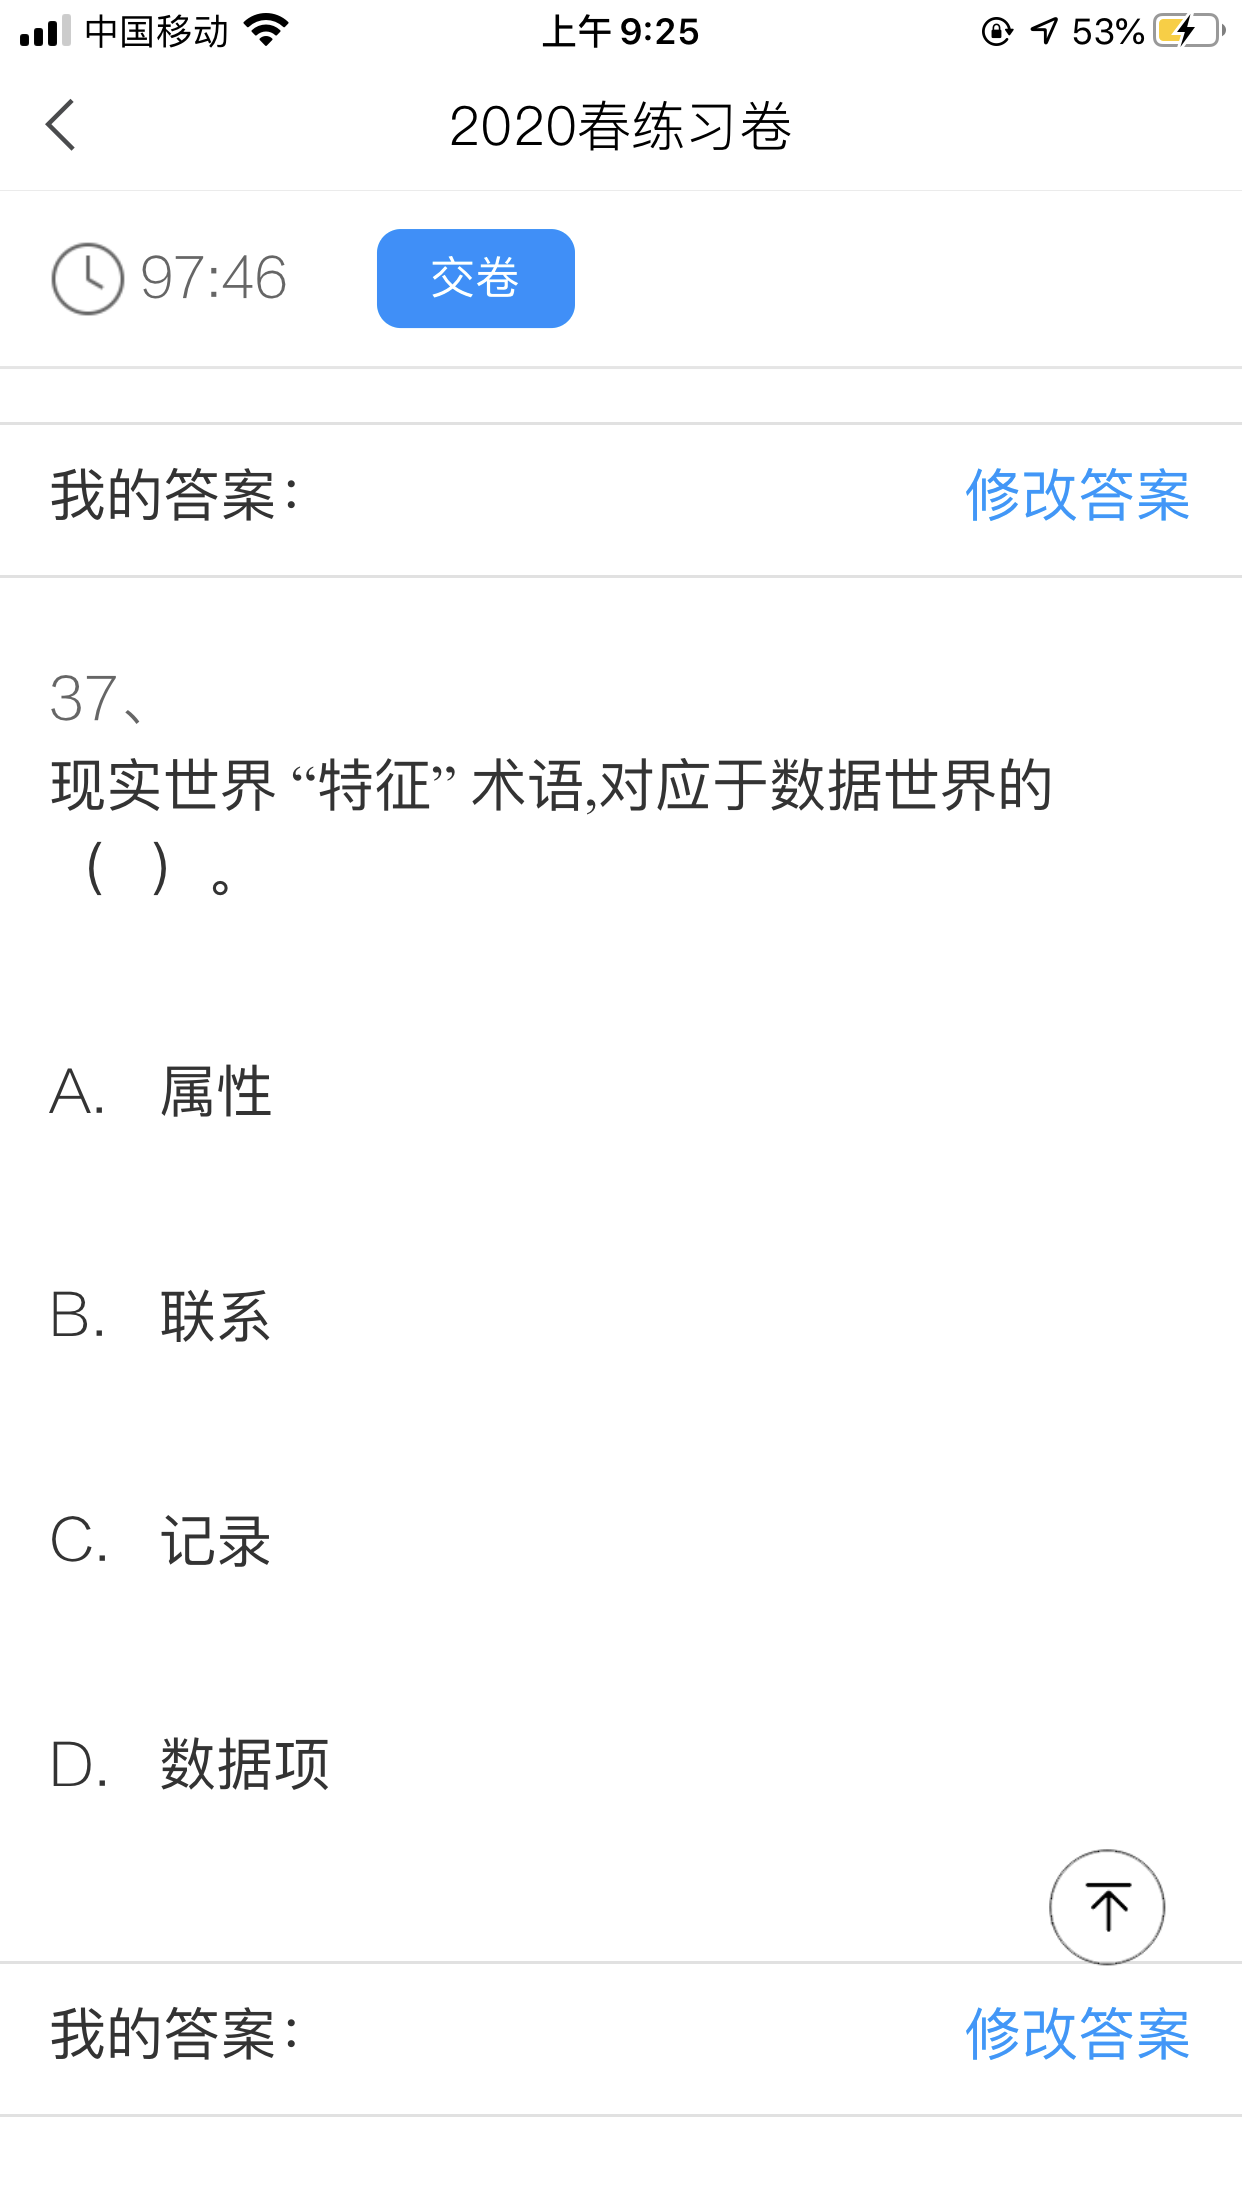 中国移动
上午 9:25
53%
2020春练习卷
97:46
交卷
我的答案:
修改答案
37、
现实世界 “特征” 术语,对应于数据世界的
（ ）。
A. 属性
B. 联系
C. 记录
D. 数据项
我的答案:
修改答案